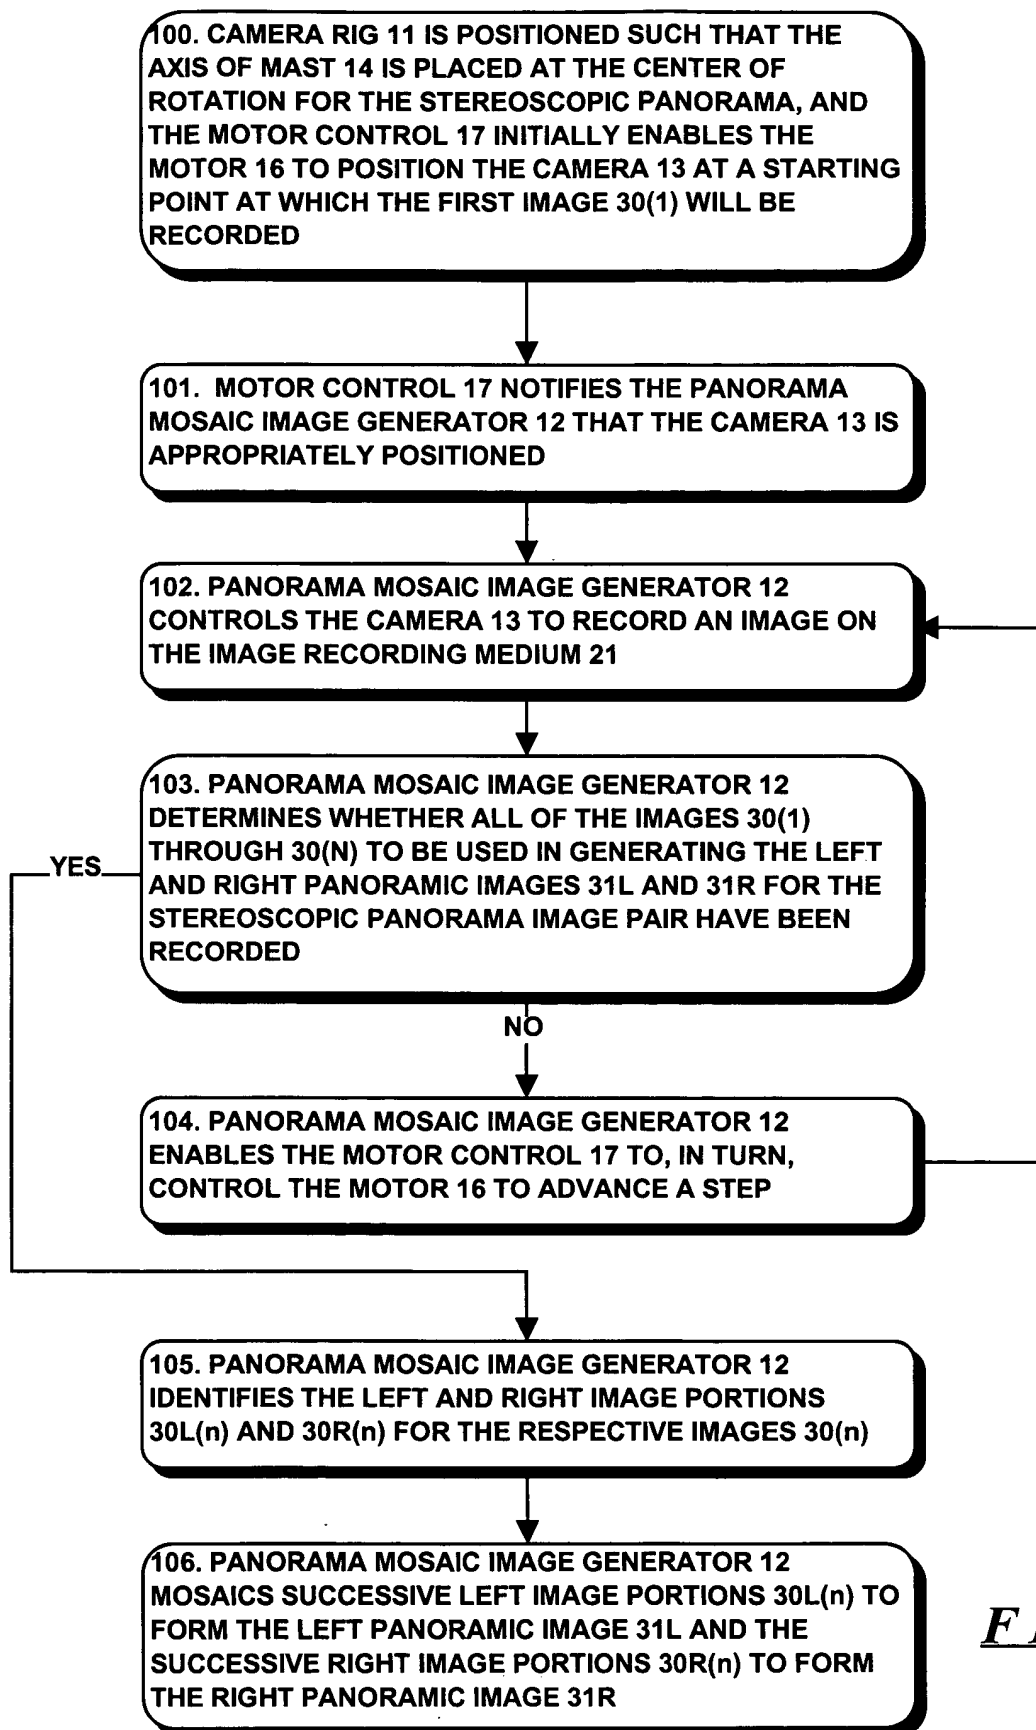 100. CAMERA RIG 11 IS POSITIONED SUCH THAT THE
AXIS OF MAST 14 IS PLACED AT THE CENTER OF
ROTATION FOR THE STEREOSCOPIC PANORAMA, AND
THE MOTOR CONTROL 17 INITIALLY ENABLES THE
MOTOR 16 TO POSITION THE CAMERA 13 AT A STARTING
POINT AT WHICH THE FIRST IMAGE 30(1) WILL BE
RECORDED
101. MOTOR CONTROL 17 NOTIFIES THE PANORAMA
MOSAIC IMAGE GENERATOR 12 THAT THE CAMERA 13 IS
APPROPRIATELY POSITIONED
102. PANORAMA MOSAIC IMAGE GENERATOR 12
CONTROLS THE CAMERA 13 TO RECORD AN IMAGE ON
THE IMAGE RECORDING MEDIUM 21
103. PANORAMA MOSAIC IMAGE GENERATOR 12
DETERMINES WHETHER ALL OF THE IMAGES 30(1)
THROUGH 30(N) TO BE USED IN GENERATING THE LEFT
AND RIGHT PANORAMIC IMAGES 31L AND 31R FOR THE
STEREOSCOPIC PANORAMA IMAGE PAIR HAVE BEEN
RECORDED
YES
NO
104. PANORAMA MOSAIC IMAGE GENERATOR 12
ENABLES THE MOTOR CONTROL 17 TO, IN TURN,
CONTROL THE MOTOR 16 TO ADVANCE A STEP
105. PANORAMA MOSAIC IMAGE GENERATOR 12
IDENTIFIES THE LEFT AND RIGHT IMAGE PORTIONS
30L(n) AND 30R(n) FOR THE RESPECTIVE IMAGES 30(n)
106. PANORAMA MOSAIC IMAGE GENERATOR 12
MOSAICS SUCCESSIVE LEFT IMAGE PORTIONS 30L(n) TO
FORM THE LEFT PANORAMIC IMAGE 31L AND THE
SUCCESSIVE RIGHT IMAGE PORTIONS 30R(n) TO FORM
THE RIGHT PANORAMIC IMAGE 31R